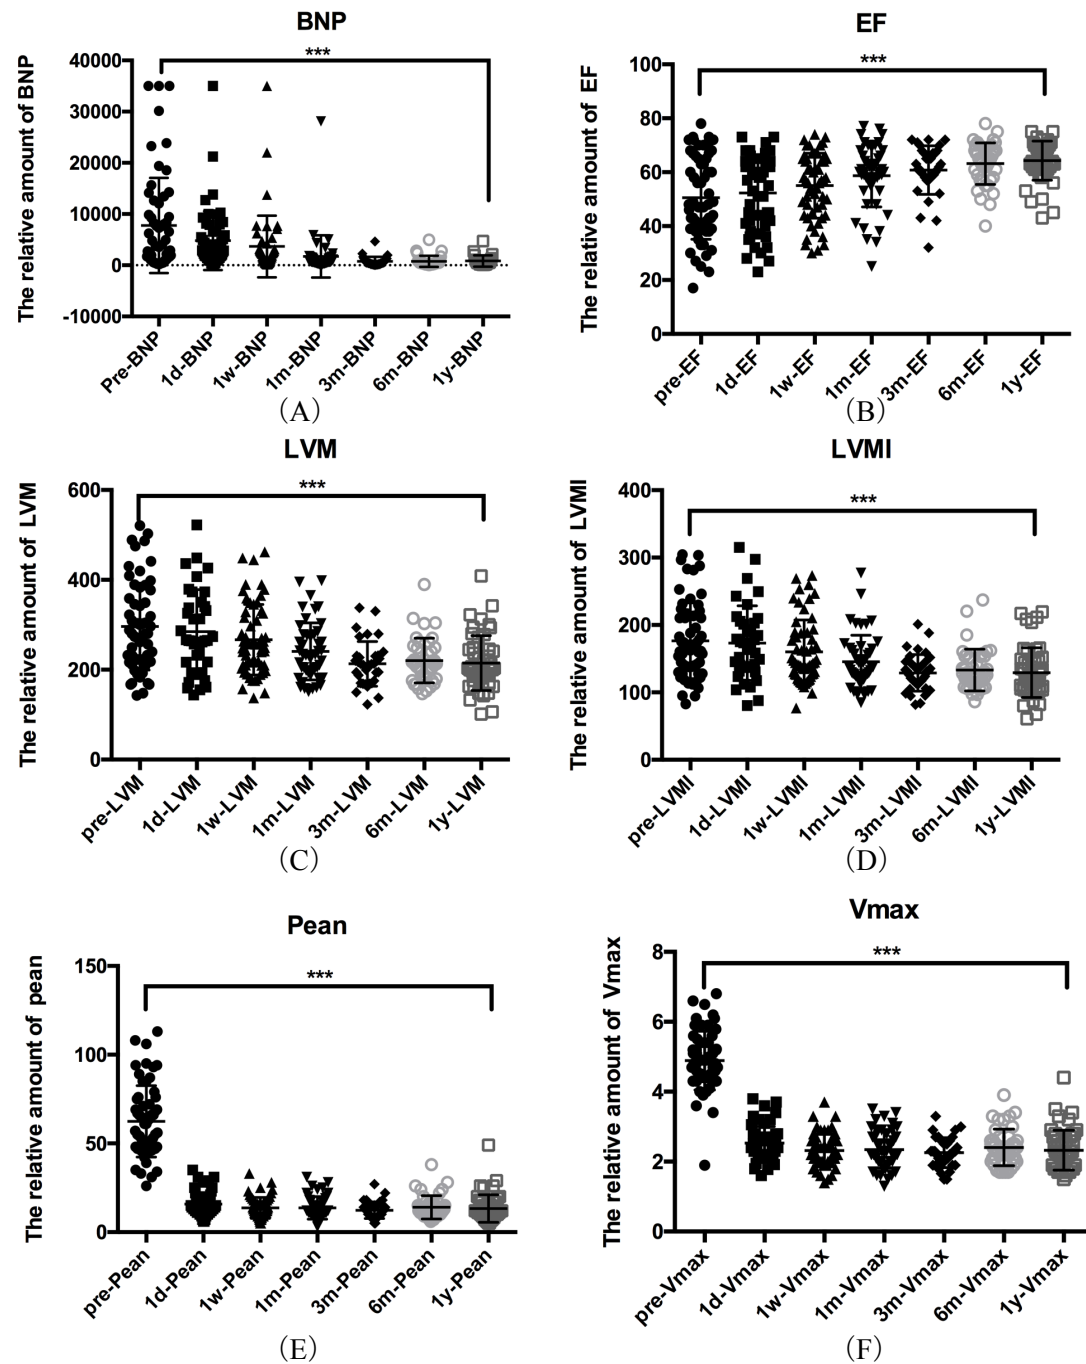 BNP
The relative amount of BNP
***
40000
30000
20000
10000
0
-10000
Pre-BNP
1d-BNP
1w-BNP
1m-BNP
3m-BNP
6m-BNP
1y-BNP
(A)
EF
The relative amount of EF
***
100
80
60
40
20
0
pre-EF
1d-EF
1w-EF
1m-EF
3m-EF
6m-EF
1y-EF
(B)
LVM
The relative amount of LVM
***
600
400
200
0
pre-LVM
1d-LVM
1w-LVM
1m-LVM
3m-LVM
6m-LVM
1y-LVM
(C)
LVMI
The relative amount of LVMI
***
400
300
200
100
0
pre-LVMI
1d-LVMI
1w-LVMI
1m-LVMI
3m-LVMI
6m-LVMI
1y-LVMI
(D)
Pean
The relative amount of pean
***
150
100
50
0
pre-Pean
1d-Pean
1w-Pean
1m-Pean
3m-Pean
6m-Pean
1y-Pean
(E)
Vmax
The relative amount of Vmax
***
8
6
4
2
0
pre-Vmax
1d-Vmax
1w-Vmax
1m-Vmax
3m-Vmax
6m-Vmax
1y-Vmax
(F)